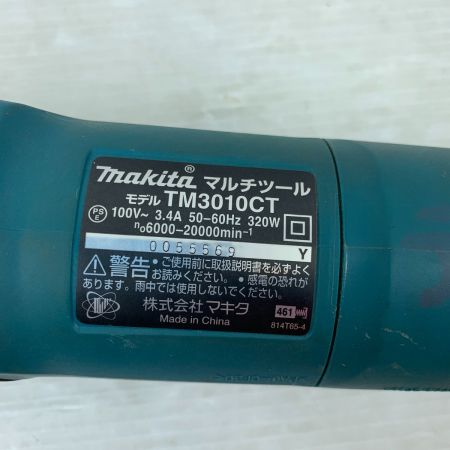 makita® マルチツール
モデル TM3010CT
PS E 100V~ 3.4A 50-60Hz 320W
n₀6000-20000min⁻¹
0055569 Y
警告 ・ご使用前に取扱説明書を必ずよく
お読みください。 ・感電の恐れが
あります。雨中では使用しないでください。
株式会社マキタ 461
Made in China 814T65-4